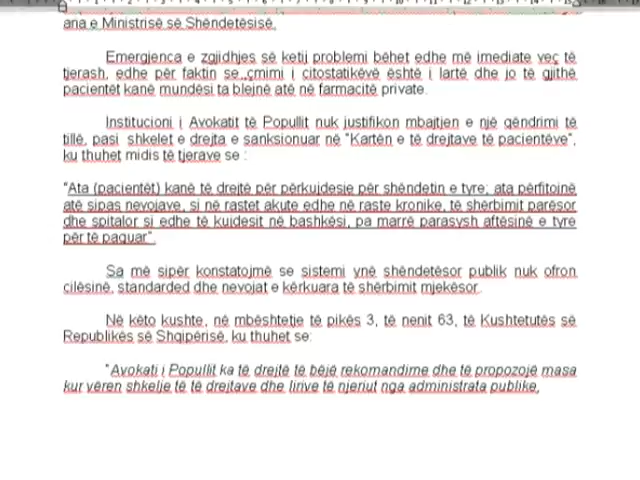 ana e Ministrisë së Shëndetësisë.
Emergjenca e zgjidhjes së ketij problemi bëhet edhe më imediate veç të
tjerash, edhe për faktin se çmimi i citostatikëvë është i lartë dhe jo të gjithë
pacientët kanë mundësi ta blejnë atë në farmacitë private.
Institucioni i Avokatit të Popullit nuk justifikon mbajtjen e një qëndrimi të
tillë, pasi shkelet e drejta e sanksionuar në "Kartën e të drejtave të pacientëve",
ku thuhet midis të tjerave se :
"Ata (pacientët) kanë të drejtë për përkujdesje për shëndetin e tyre; ata përfitojnë
atë sipas nevojave, si në rastet akute edhe në raste kronike, të shërbimit parësor
dhe spitalor si edhe të kujdesit në bashkësi, pa marrë parasysh aftësinë e tyre
për të paguar".
Sa më sipër konstatojmë se sistemi ynë shëndetësor publik nuk ofron
cilësinë, standarded dhe nevojat e kërkuara të shërbimit mjekësor.
Në këto kushte, në mbështetje të pikës 3, të nenit 63, të Kushtetutës së
Republikës së Shqipërisë, ku thuhet se:
"Avokati i Popullit ka të drejtë të bëjë rekomandime dhe të propozojë masa
kur vëren shkelje të të drejtave dhe lirive të njeriut nga administrata publike,